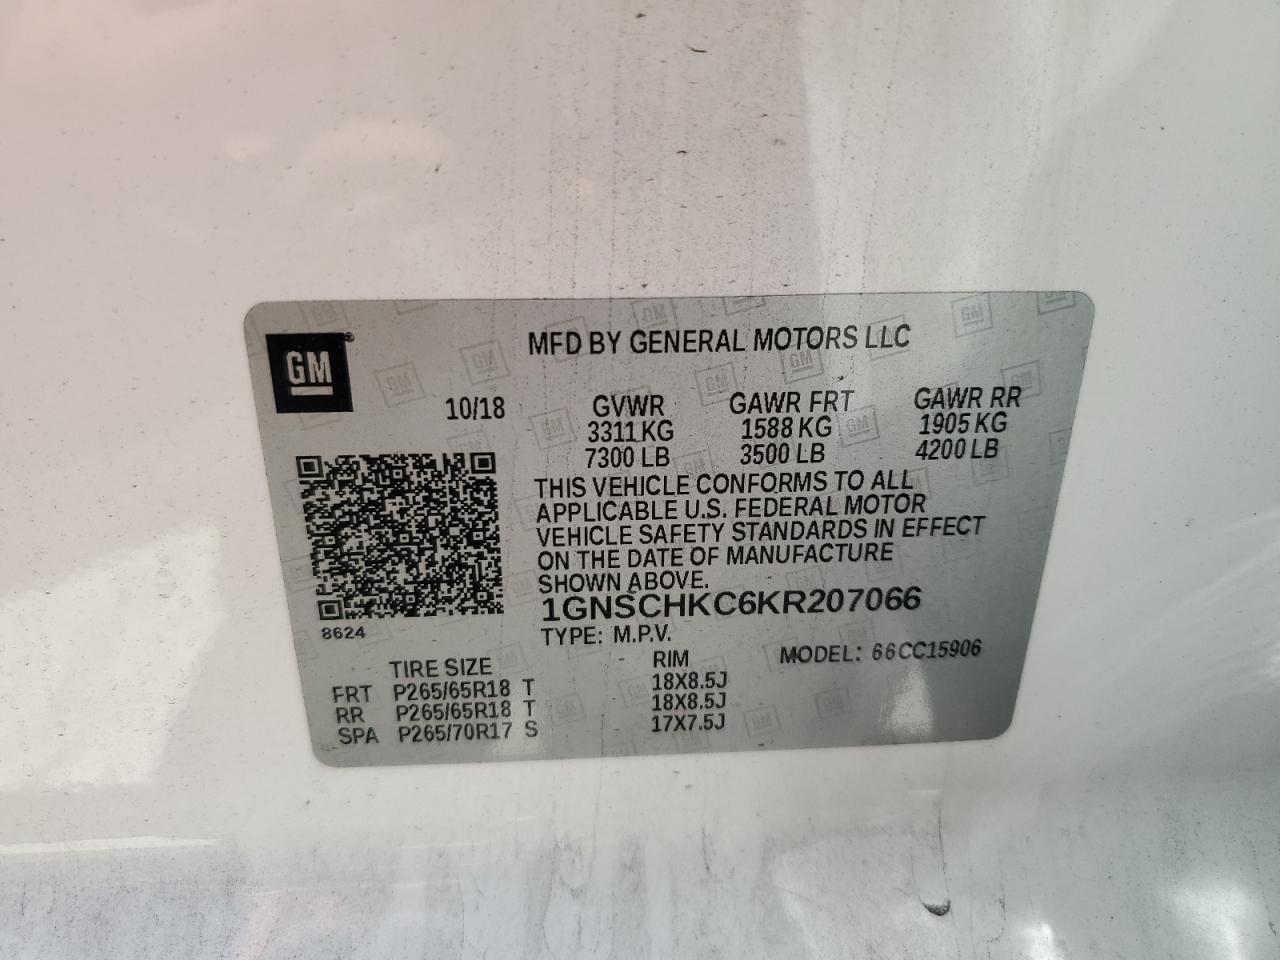 GM
MFD BY GENERAL MOTORS LLC
10/18 GVWR GAWR FRT GAWR RR
3311 KG 1588 KG 1905 KG
7300 LB 3500 LB 4200 LB
THIS VEHICLE CONFORMS TO ALL
APPLICABLE U.S. FEDERAL MOTOR
VEHICLE SAFETY STANDARDS IN EFFECT
ON THE DATE OF MANUFACTURE
SHOWN ABOVE.
1GNSCHKC6KR207066
8624
TYPE: M.P.V.
MODEL: 66CC15906
TIRE SIZE RIM
FRT P265/65R18 T 18X8.5J
RR P265/65R18 T 18X8.5J
SPA P265/70R17 S 17X7.5J